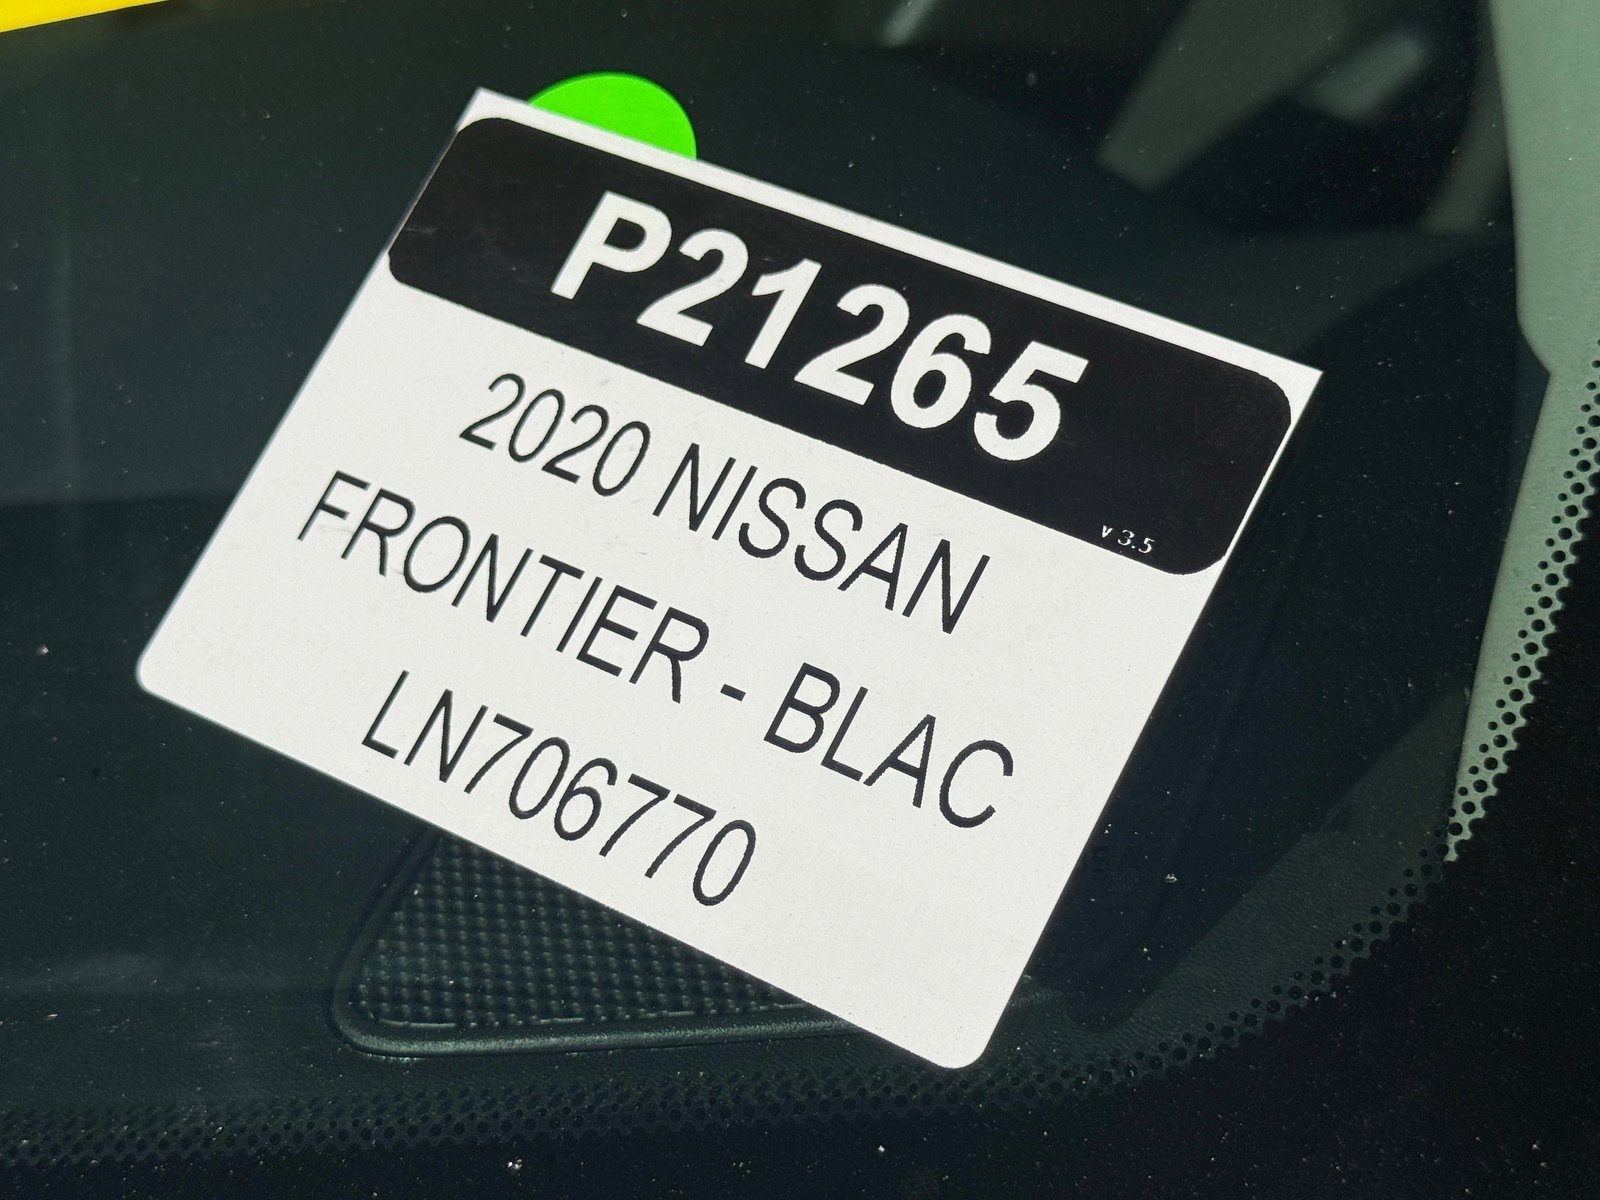 P21265
v 3.5
2020 NISSAN
FRONTIER - BLAC
LN706770